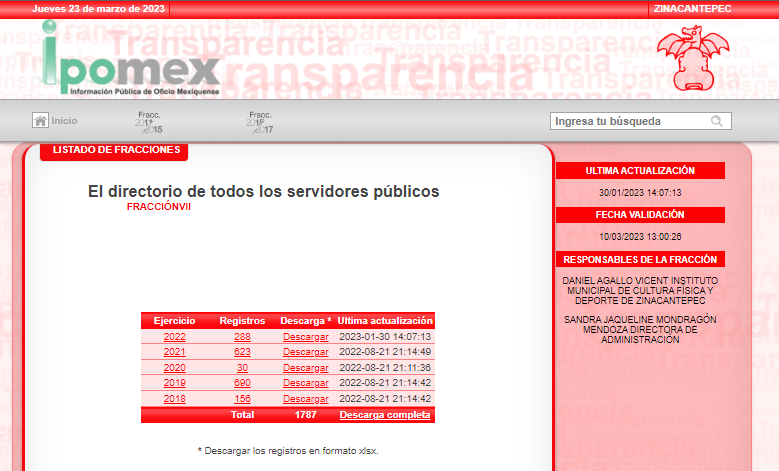 Jueves 23 de marzo de 2023
ZINACANTEPEC
ipomex
Información Pública de Oficio Mexiquense
Transparencia
Inicio
Fracc.
2015
Fracc.
2017
Ingresa tu búsqueda
LISTADO DE FRACCIONES
El directorio de todos los servidores públicos
FRACCIÓNVII
Ejercicio Registros Descarga * Ultima actualización
2022 288 Descargar 2023-01-30 14:07:13
2021 623 Descargar 2022-08-21 21:14:49
2020 30 Descargar 2022-08-21 21:11:36
2019 690 Descargar 2022-08-21 21:14:42
2018 156 Descargar 2022-08-21 21:14:42
Total 1787 Descarga completa
* Descargar los registros en formato xlsx.
ULTIMA ACTUALIZACIÓN
30/01/2023 14:07:13
FECHA VALIDACIÓN
10/03/2023 13:00:26
RESPONSABLES DE LA FRACCIÓN
DANIEL AGALLO VICENT INSTITUTO
MUNICIPAL DE CULTURA FÍSICA Y
DEPORTE DE ZINACANTEPEC
SANDRA JAQUELINE MONDRAGÓN
MENDOZA DIRECTORA DE
ADMINISTRACIÓN